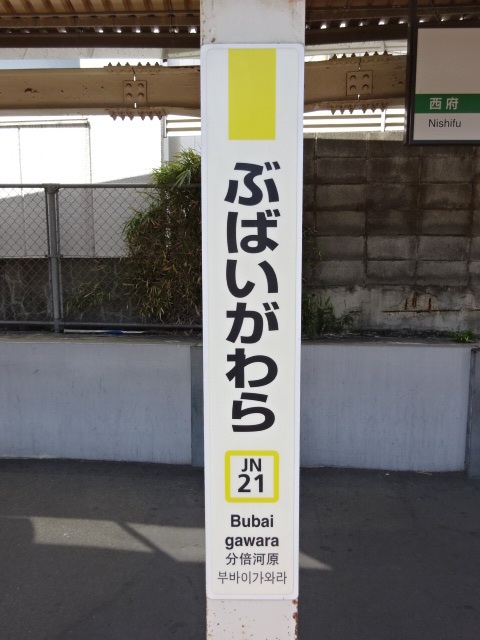 ぶばいがわら
JN
21
Bubai
gawara
分倍河原
부바이가와라
西府
Nishifu